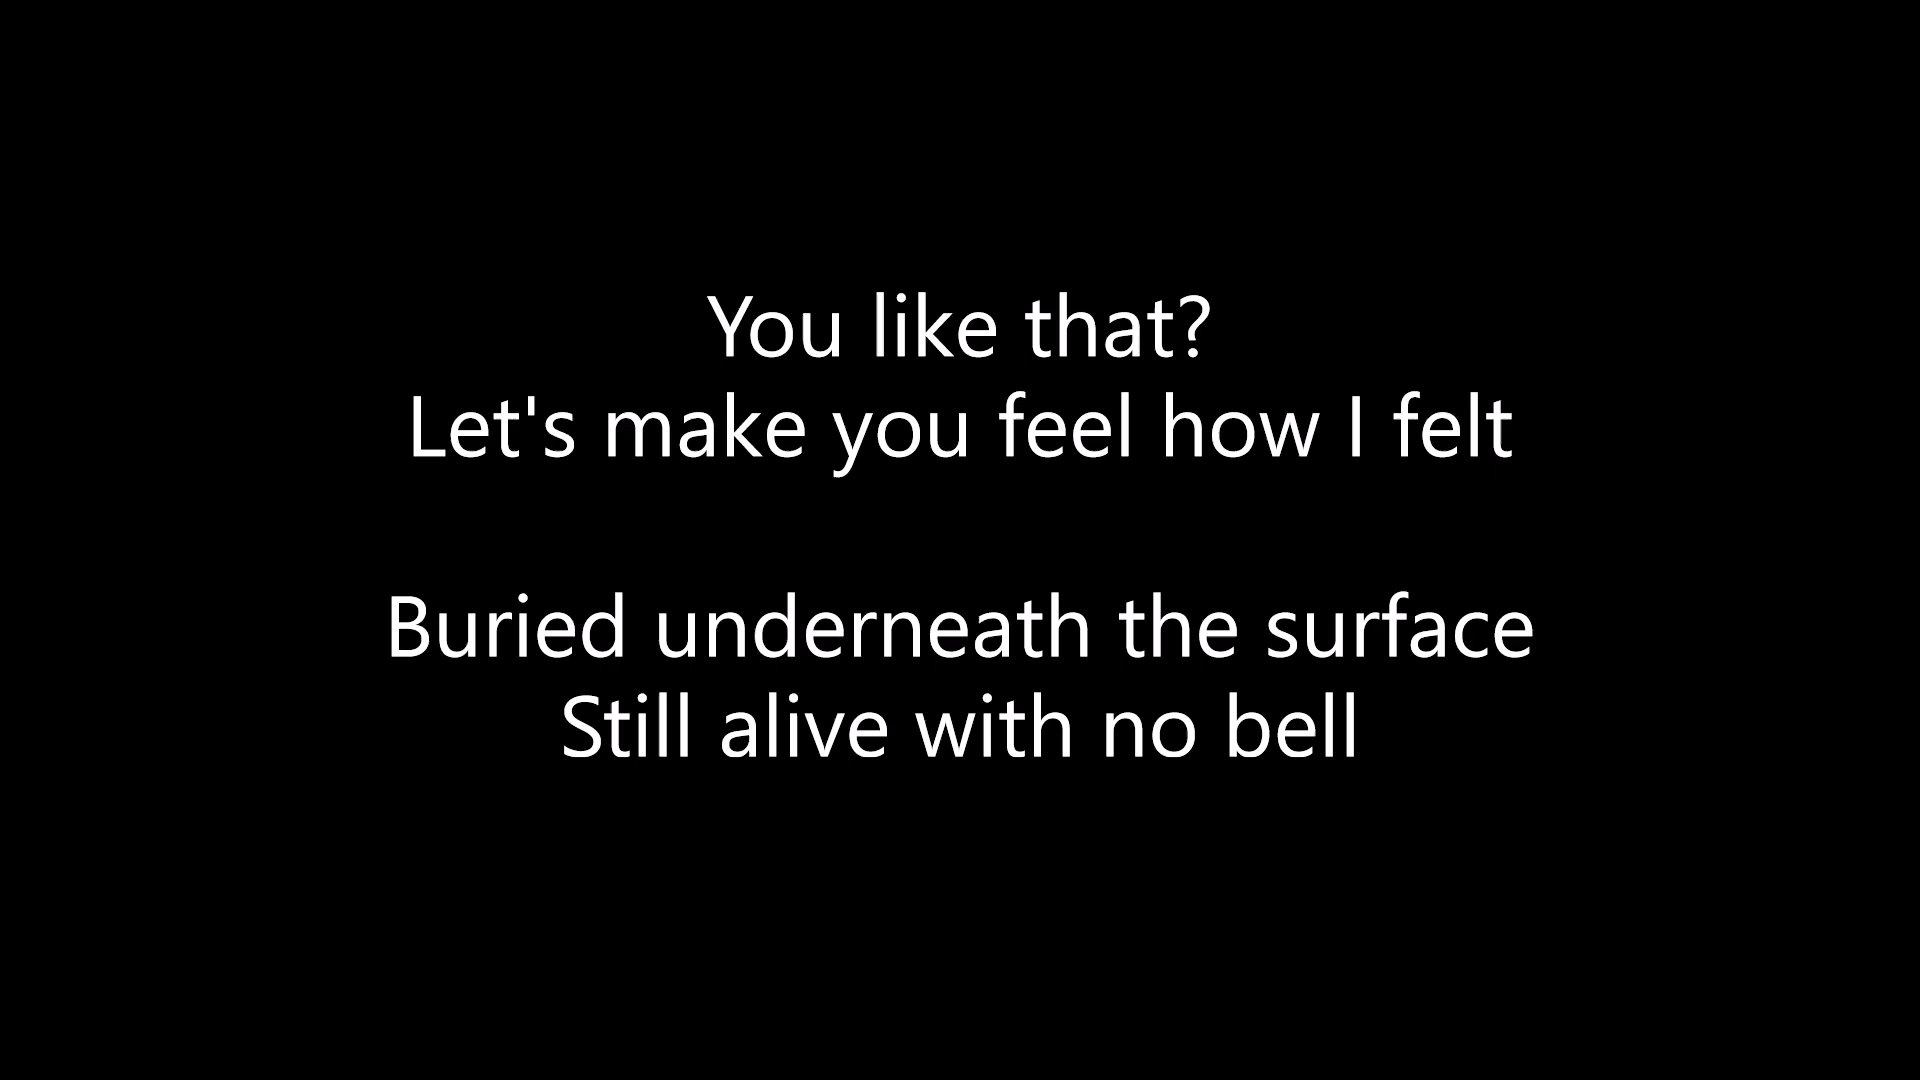 You like that?
Let's make you feel how I felt
Buried underneath the surface
Still alive with no bell